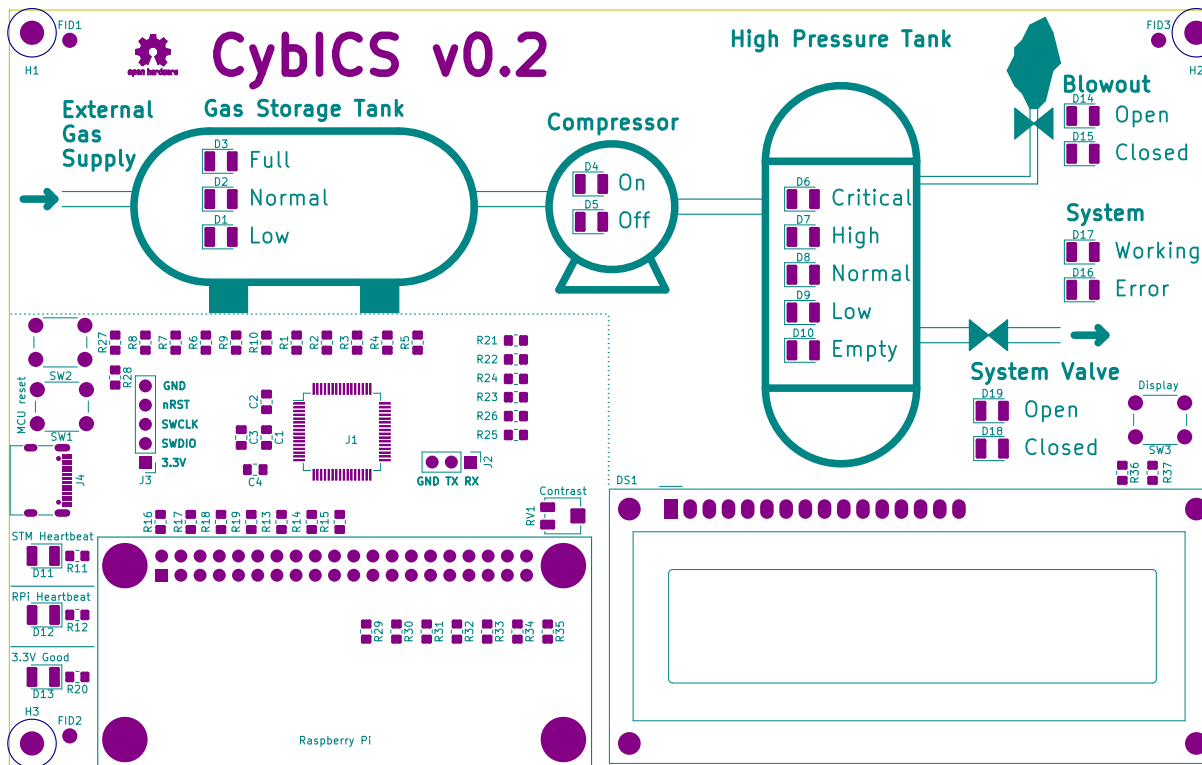 FID1
H1
open hardware
CybICS v0.2
High Pressure Tank
FID3
H2
External
Gas
Supply
Gas Storage Tank
D3
Full
D2
Normal
D1
Low
Compressor
D4
On
D5
Off
D6
Critical
D7
High
D8
Normal
D9
Low
D10
Empty
Blowout
D14
Open
D15
Closed
System
D17
Working
D16
Error
System Valve
D19
Open
D18
Closed
Display
SW3
R36
R37
SW2
MCU reset
SW1
J4
R27
R8
R7
R6
R9
R10
R1
R2
R3
R4
R5
R28
GND
nRST
SWCLK
SWDIO
3.3V
J3
C2
C3
C1
C4
J1
R21
R22
R24
R23
R26
R25
J2
GND TX RX
Contrast
RV1
DS1
R16
R17
R18
R19
R13
R14
R15
STM Heartbeat
D11
R11
RPi Heartbeat
D12
R12
3.3V Good
D13
R20
H3
FID2
R29
R30
R31
R32
R33
R34
R35
Raspberry Pi